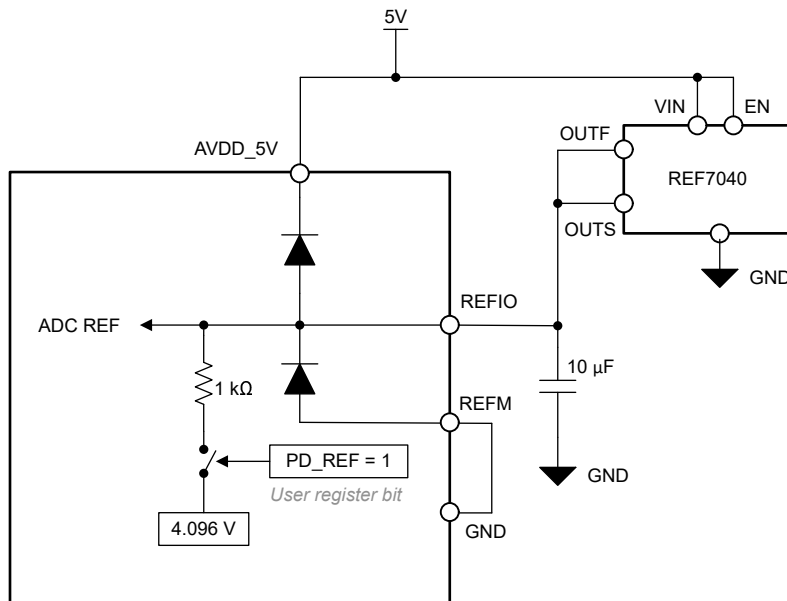 5V
VIN
EN
OUTF
AVDD_5V
REF7040
OUTS
GND
REFIO
ADC REF
10 µF
1 kΩ
REFM
PD_REF = 1
GND
User register bit
4.096 V
GND